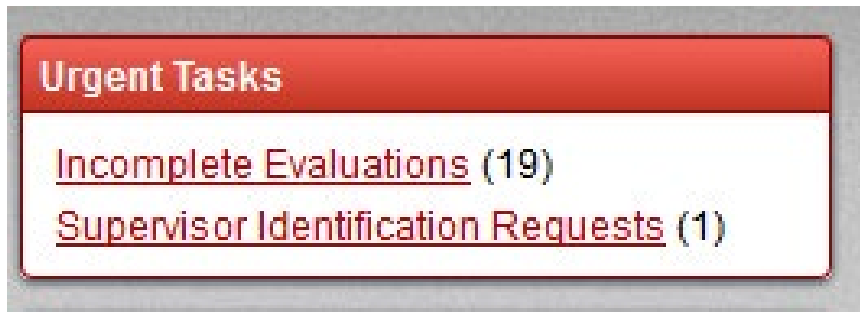 Urgent Tasks
Incomplete Evaluations (19)
Supervisor Identification Requests (1)